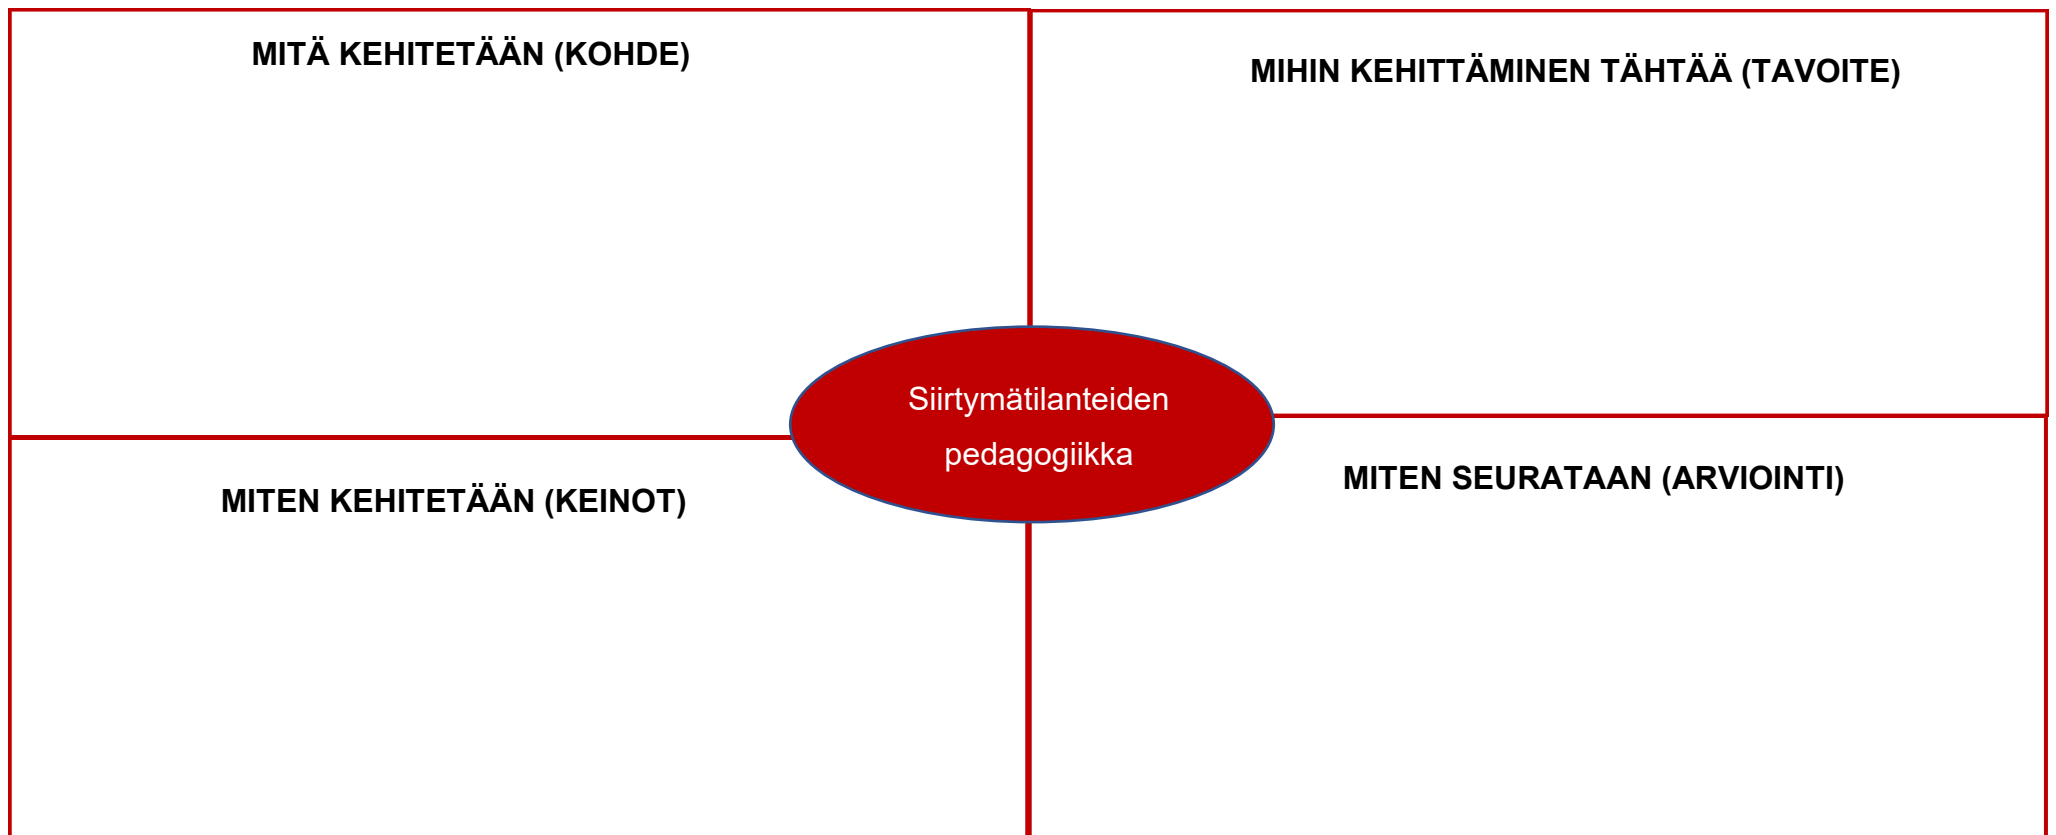 MITÄ KEHITETÄÄN (KOHDE)
MIHIN KEHITTÄMINEN TÄHTÄÄ (TAVOITE)
Siirtymätilanteiden
pedagogiikka
MITEN KEHITETÄÄN (KEINOT)
MITEN SEURATAAN (ARVIOINTI)